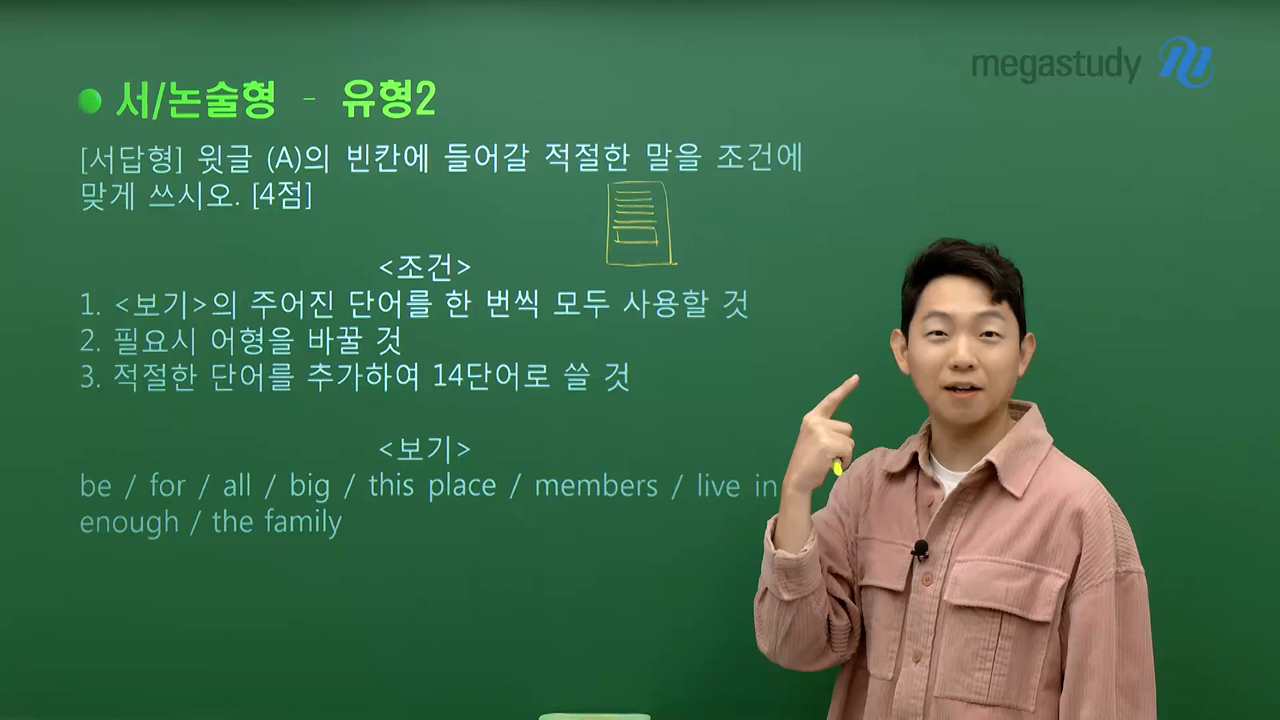 megastudy
서/논술형 - 유형2
[서답형] 윗글 (A)의 빈칸에 들어갈 적절한 말을 조건에
맞게 쓰시오. [4점]
<조건>
1. <보기>의 주어진 단어를 한 번씩 모두 사용할 것
2. 필요시 어형을 바꿀 것
3. 적절한 단어를 추가하여 14단어로 쓸 것
<보기>
be / for / all / big / this place / members / live in
enough / the family